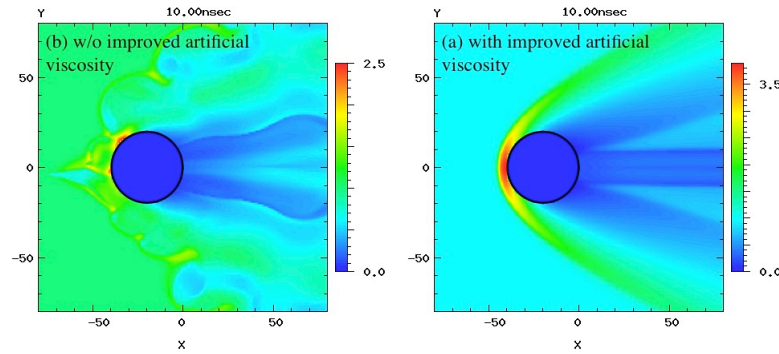 Y 10.00nsec
(b) w/o improved artificial
viscosity
2.5
50
0
-50
0.0
-50 0 50
X
Y 10.00nsec
(a) with improved artificial
viscosity
3.5
50
0
-50
0.0
-50 0 50
X